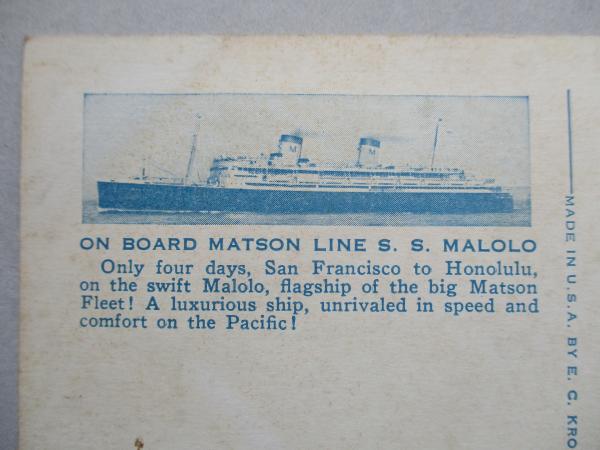 M
ON BOARD MATSON LINE S. S. MALOLO
Only four days, San Francisco to Honolulu,
on the swift Malolo, flagship of the big Matson
Fleet! A luxurious ship, unrivaled in speed and
comfort on the Pacific!
MADE IN U.S.A. BY E. C. KRO